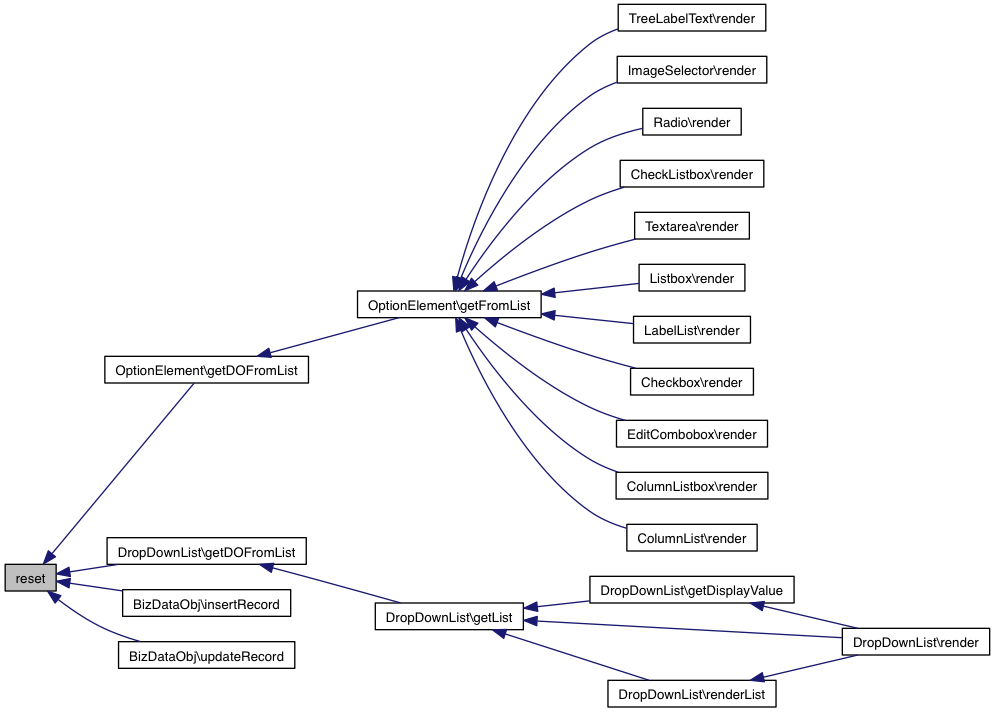 TreeLabelText\render
ImageSelector\render
Radio\render
CheckListbox\render
Textarea\render
Listbox\render
OptionElement\getFromList
LabelList\render
OptionElement\getDOFromList
Checkbox\render
EditCombobox\render
ColumnListbox\render
ColumnList\render
DropDownList\getDOFromList
reset
DropDownList\getDisplayValue
BizDataObj\insertRecord
DropDownList\getList
DropDownList\render
BizDataObj\updateRecord
DropDownList\renderList